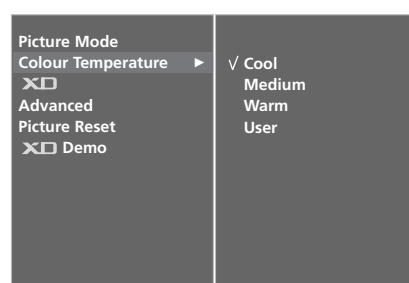 Picture Mode
Colour Temperature ►
XD
Advanced
Picture Reset
XD Demo
√ Cool
Medium
Warm
User